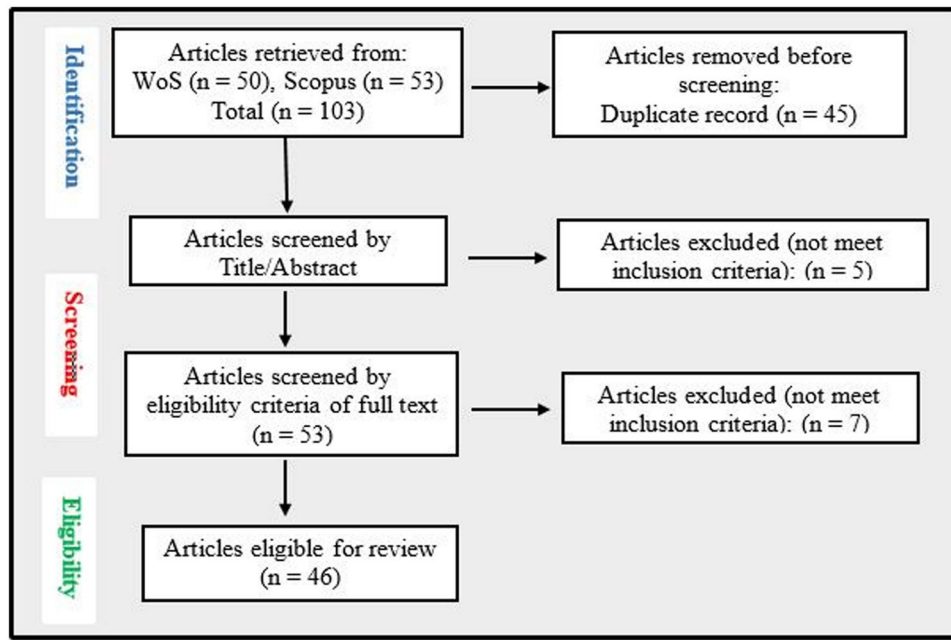 Identification
Articles retrieved from:
WoS (n = 50), Scopus (n = 53)
Total (n = 103)
Articles removed before
screening:
Duplicate record (n = 45)
Articles screened by
Title/Abstract
Articles excluded (not meet
inclusion criteria): (n = 5)
Screening
Articles screened by
eligibility criteria of full text
(n = 53)
Articles excluded (not meet
inclusion criteria): (n = 7)
Eligibility
Articles eligible for review
(n = 46)